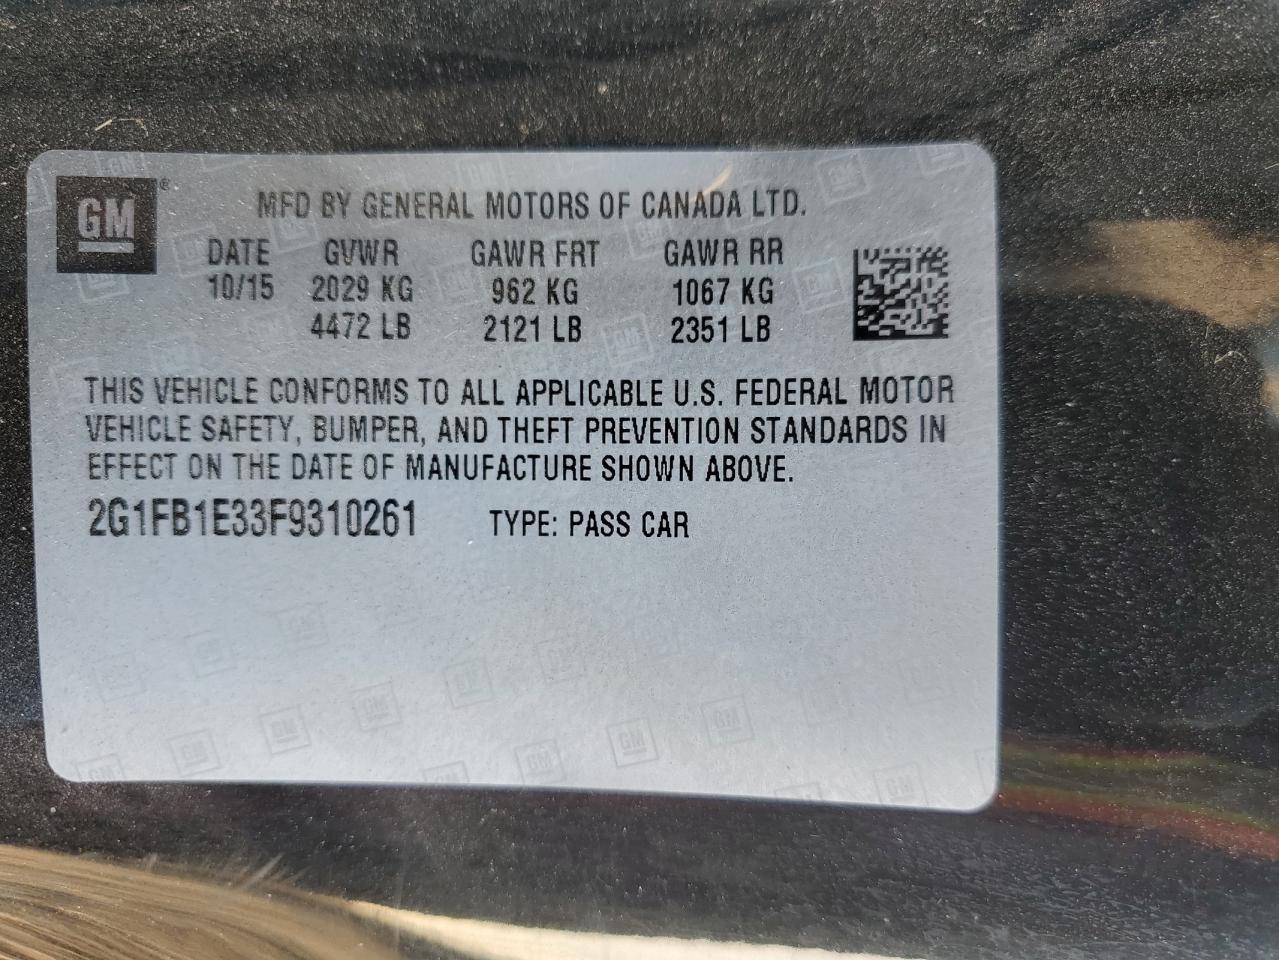 GM
MFD BY GENERAL MOTORS OF CANADA LTD.
DATE GVWR GAWR FRT GAWR RR
10/15 2029 KG 962 KG 1067 KG
4472 LB 2121 LB 2351 LB
THIS VEHICLE CONFORMS TO ALL APPLICABLE U.S. FEDERAL MOTOR
VEHICLE SAFETY, BUMPER, AND THEFT PREVENTION STANDARDS IN
EFFECT ON THE DATE OF MANUFACTURE SHOWN ABOVE.
2G1FB1E33F9310261 TYPE: PASS CAR